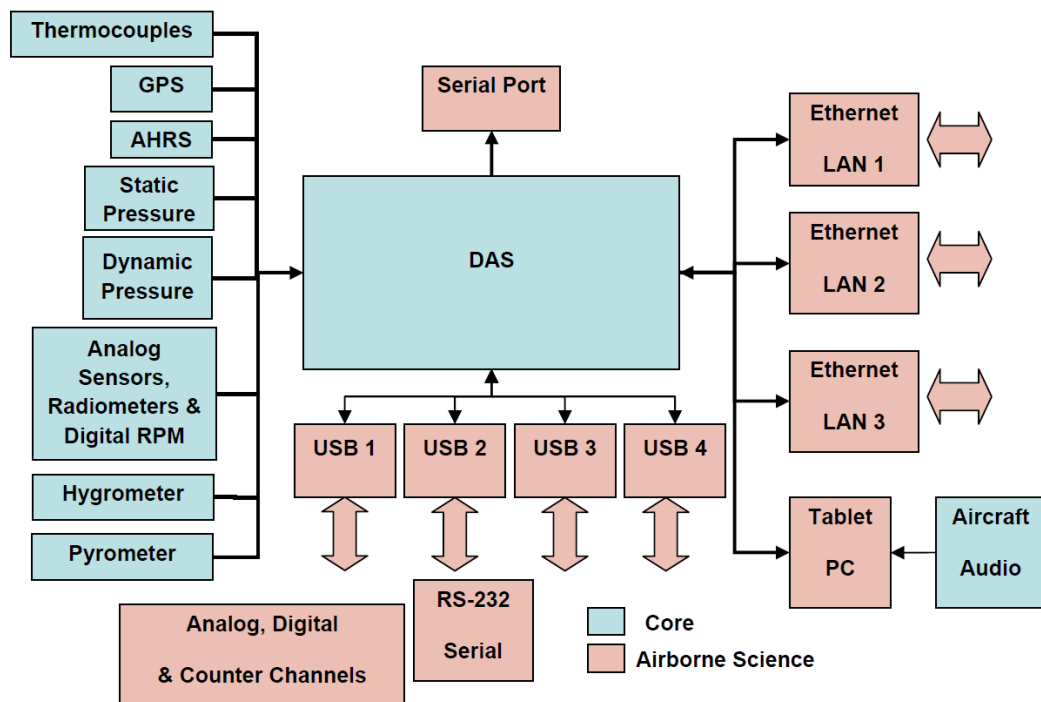 Thermocouples
GPS
AHRS
Static
Pressure
Dynamic
Pressure
Analog
Sensors,
Radiometers &
Digital RPM
Hygrometer
Pyrometer
Serial Port
DAS
USB 1
USB 2
USB 3
USB 4
Analog, Digital
& Counter Channels
RS-232
Serial
Ethernet
LAN 1
Ethernet
LAN 2
Ethernet
LAN 3
Tablet
PC
Aircraft
Audio
Core
Airborne Science